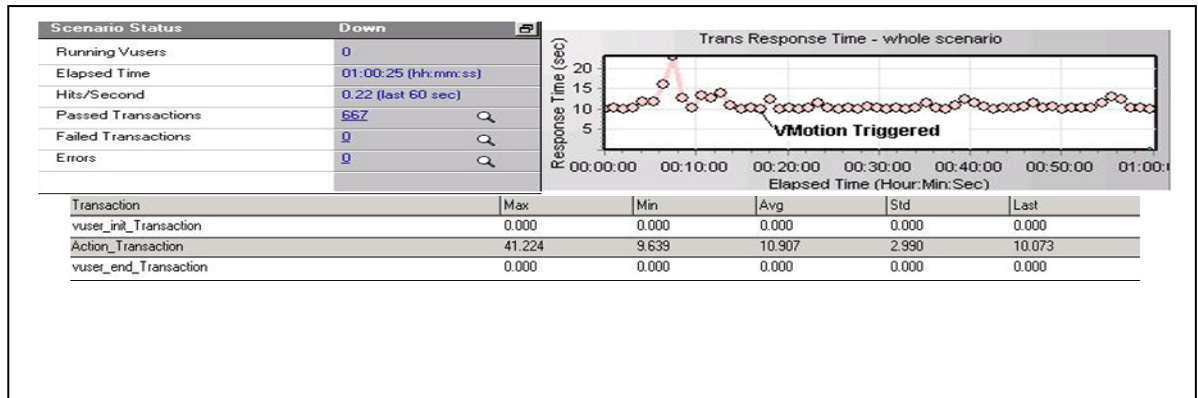 Scenario Status Down
Running Vusers 0
Elapsed Time 01:00:25 (hh:mm:ss)
Hits/Second 0.22 (last 60 sec)
Passed Transactions 667
Failed Transactions 0
Errors 0
Trans Response Time - whole scenario
Response Time (sec)
20
15
10
5
VMotion Triggered
00:00:00 00:10:00 00:20:00 00:30:00 00:40:00 00:50:00 01:00:
Elapsed Time (Hour:Min:Sec)
Transaction Max Min Avg Std Last
vuser_init_Transaction 0.000 0.000 0.000 0.000 0.000
Action_Transaction 41.224 9.639 10.907 2.990 10.073
vuser_end_Transaction 0.000 0.000 0.000 0.000 0.000